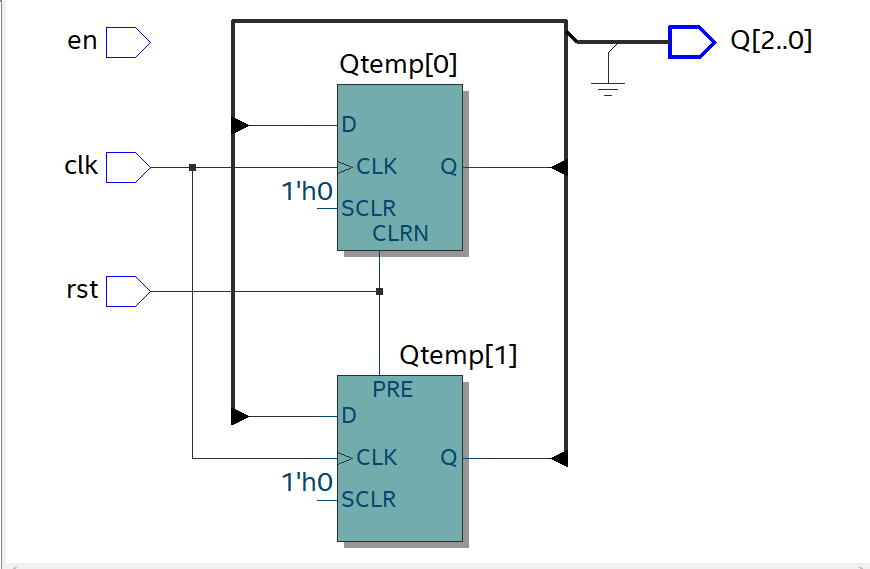 en
Q[2..0]
Qtemp[0]
D
clk
CLK
Q
1'h0
SCLR
CLRN
rst
Qtemp[1]
PRE
D
CLK
Q
1'h0
SCLR